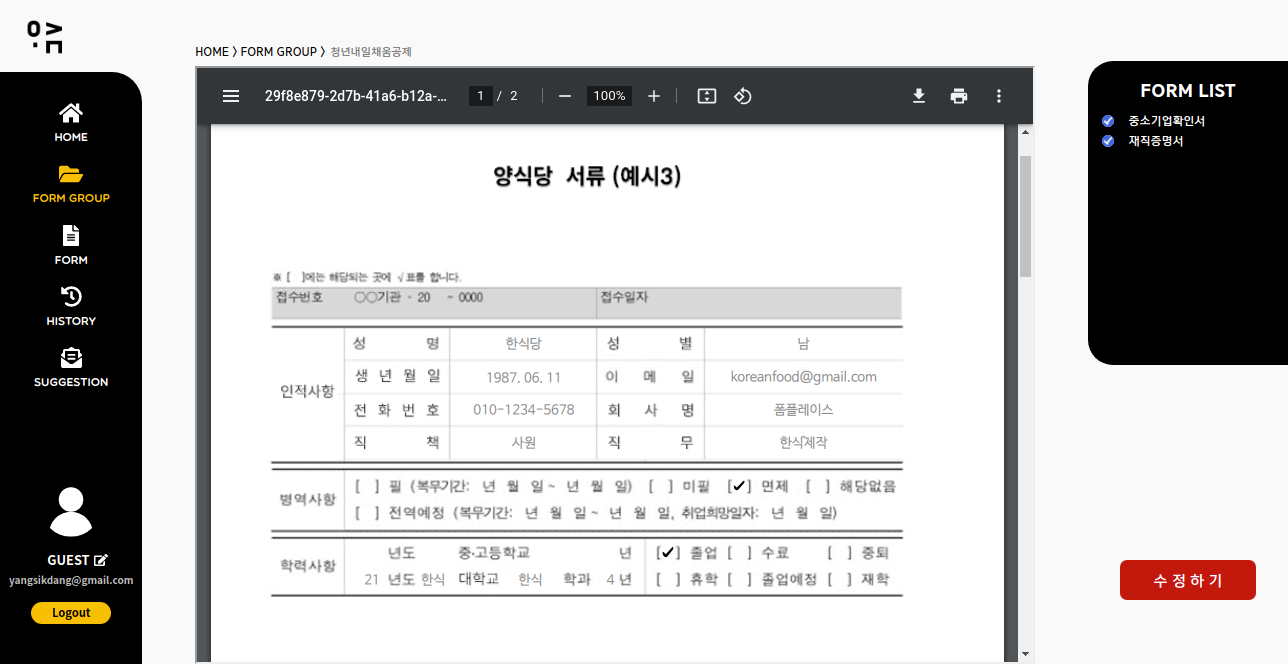 HOME 〉 FORM GROUP 〉 청년내일채움공제
HOME
FORM GROUP
FORM
HISTORY
SUGGESTION
GUEST
yangsikdang@gmail.com
Logout
29f8e879-2d7b-41a6-b12a-...
1 / 2
100%
양식당 서류 (예시3)
※ [ ]에는 해당되는 곳에 √ 표를 합니다.
접수번호 ○○기관 - 20 - 0000 접수일자
인적사항
성 명 한식당 성 별 남
생 년 월 일 1987. 06. 11 이 메 일 koreanfood@gmail.com
전 화 번 호 010-1234-5678 회 사 명 폼플레이스
직 책 사원 직 무 한식제작
병역사항
[ ] 필 (복무기간: 년 월 일 ~ 년 월 일) [ ] 미필 [✔] 면제 [ ] 해당없음
[ ] 전역예정 (복무기간: 년 월 일 ~ 년 월 일, 취업희망일자: 년 월 일)
학력사항
년도 중·고등학교 년 [✔] 졸업 [ ] 수료 [ ] 중퇴
21 년도 한식 대학교 한식 학과 4 년 [ ] 휴학 [ ] 졸업예정 [ ] 재학
FORM LIST
중소기업확인서
재직증명서
수정하기